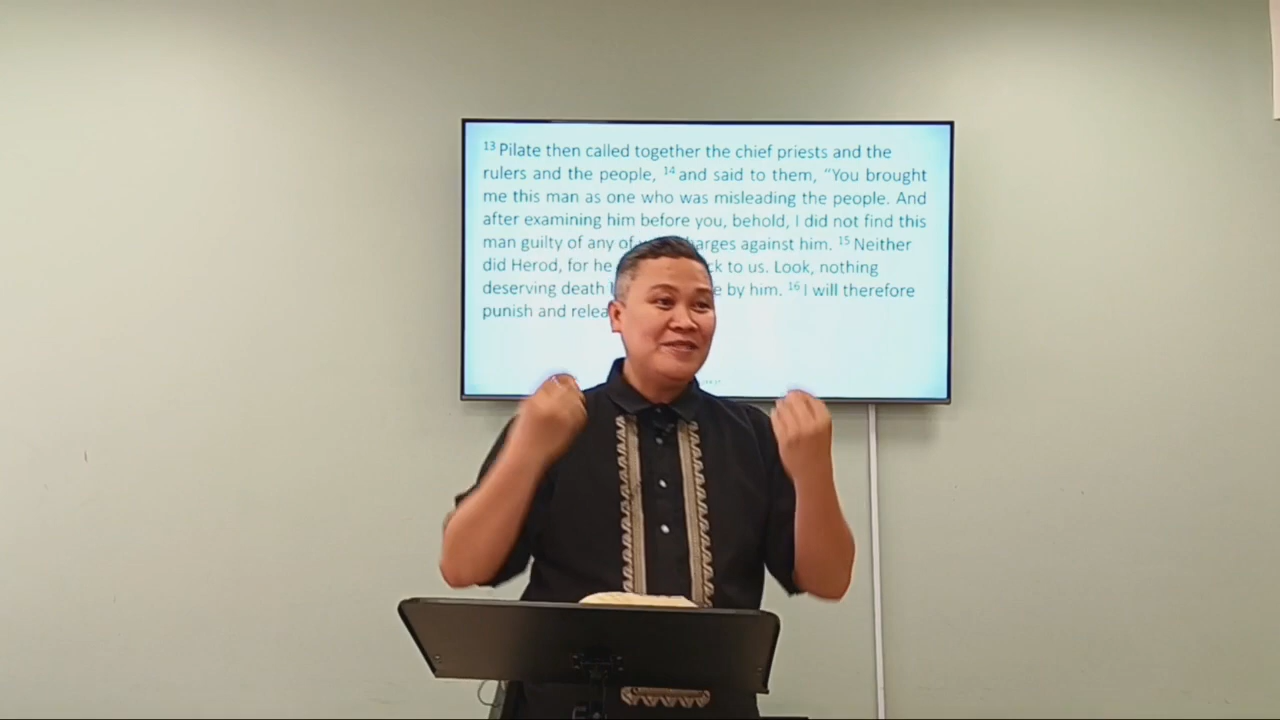 ¹³ Pilate then called together the chief priests and the
rulers and the people, ¹⁴ and said to them, “You brought
me this man as one who was misleading the people. And
after examining him before you, behold, I did not find this
man guilty of any of harges against him. ¹⁵ Neither
did Herod, for he ck to us. Look, nothing
deserving death e by him. ¹⁶ I will therefore
punish and relea